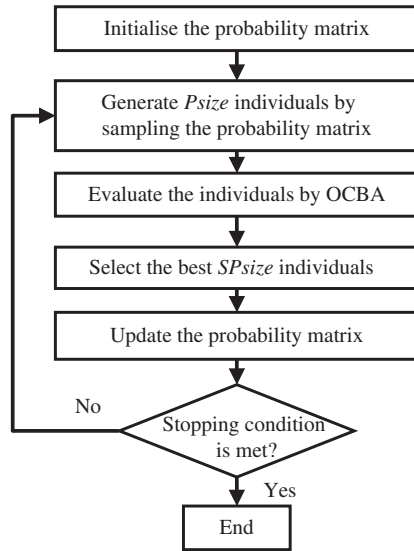 Initialise the probability matrix
Generate Psize individuals by
sampling the probability matrix
Evaluate the individuals by OCBA
Select the best SPsize individuals
Update the probability matrix
No
Stopping condition
is met?
Yes
End